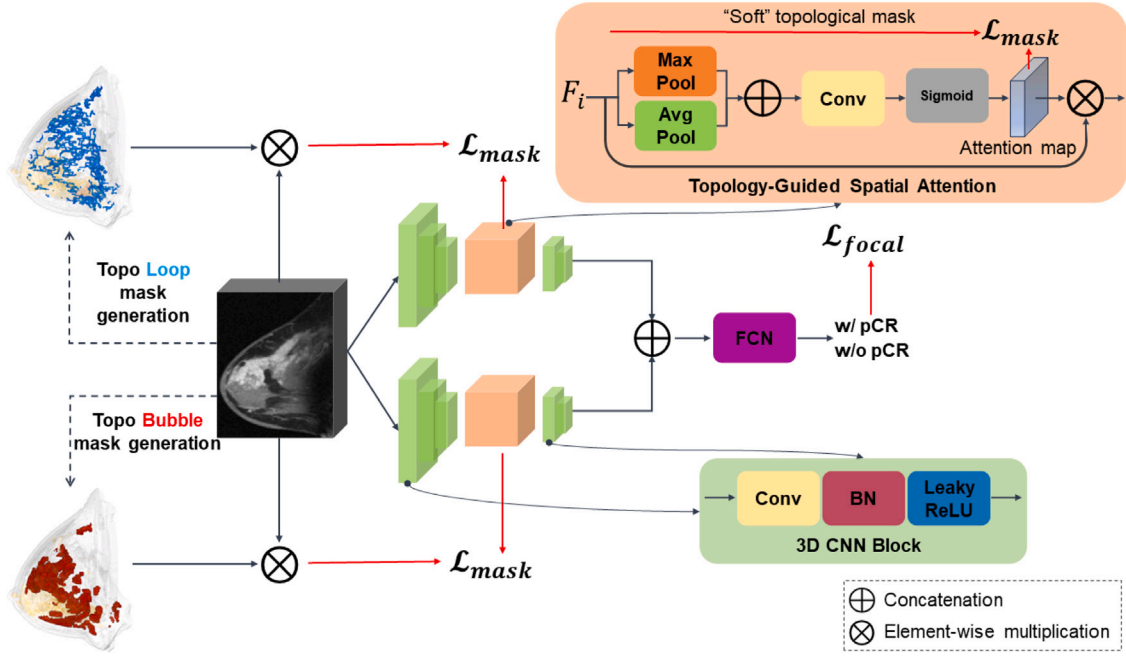 “Soft” topological mask
ℒmask
Max
Pool
Avg
Pool
Fi
Conv
Sigmoid
Attention map
Topology-Guided Spatial Attention
ℒmask
ℒfocal
Topo Loop
mask
generation
FCN
w/ pCR
w/o pCR
Topo Bubble
mask generation
Conv
BN
Leaky
ReLU
3D CNN Block
ℒmask
Concatenation
Element-wise multiplication